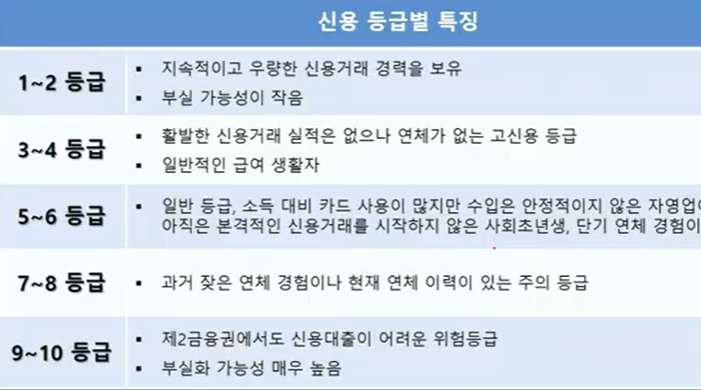 신용 등급별 특징
1~2 등급
▪ 지속적이고 우량한 신용거래 경력을 보유
▪ 부실 가능성이 작음
3~4 등급
▪ 활발한 신용거래 실적은 없으나 연체가 없는 고신용 등급
▪ 일반적인 급여 생활자
5~6 등급
▪ 일반 등급, 소득 대비 카드 사용이 많지만 수입은 안정적이지 않은
아직은 본격적인 신용거래를 시작하지 않은 사회초년생, 단기 연체 경험이
7~8 등급
▪ 과거 잦은 연체 경험이나 현재 연체 이력이 있는 주의 등급
9~10 등급
▪ 제2금융권에서도 신용대출이 어려운 위험등급
▪ 부실화 가능성 매우 높음